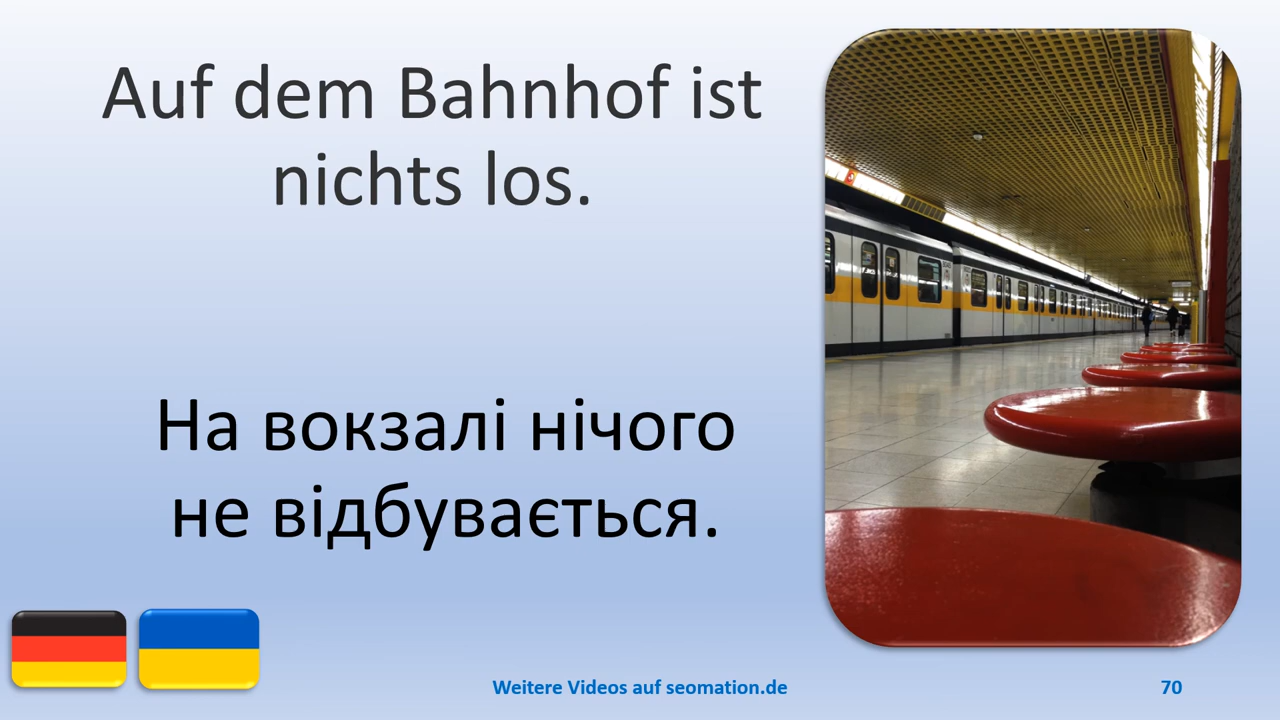 Auf dem Bahnhof ist
nichts los.
На вокзалі нічого
не відбувається.
Weitere Videos auf seomation.de
70